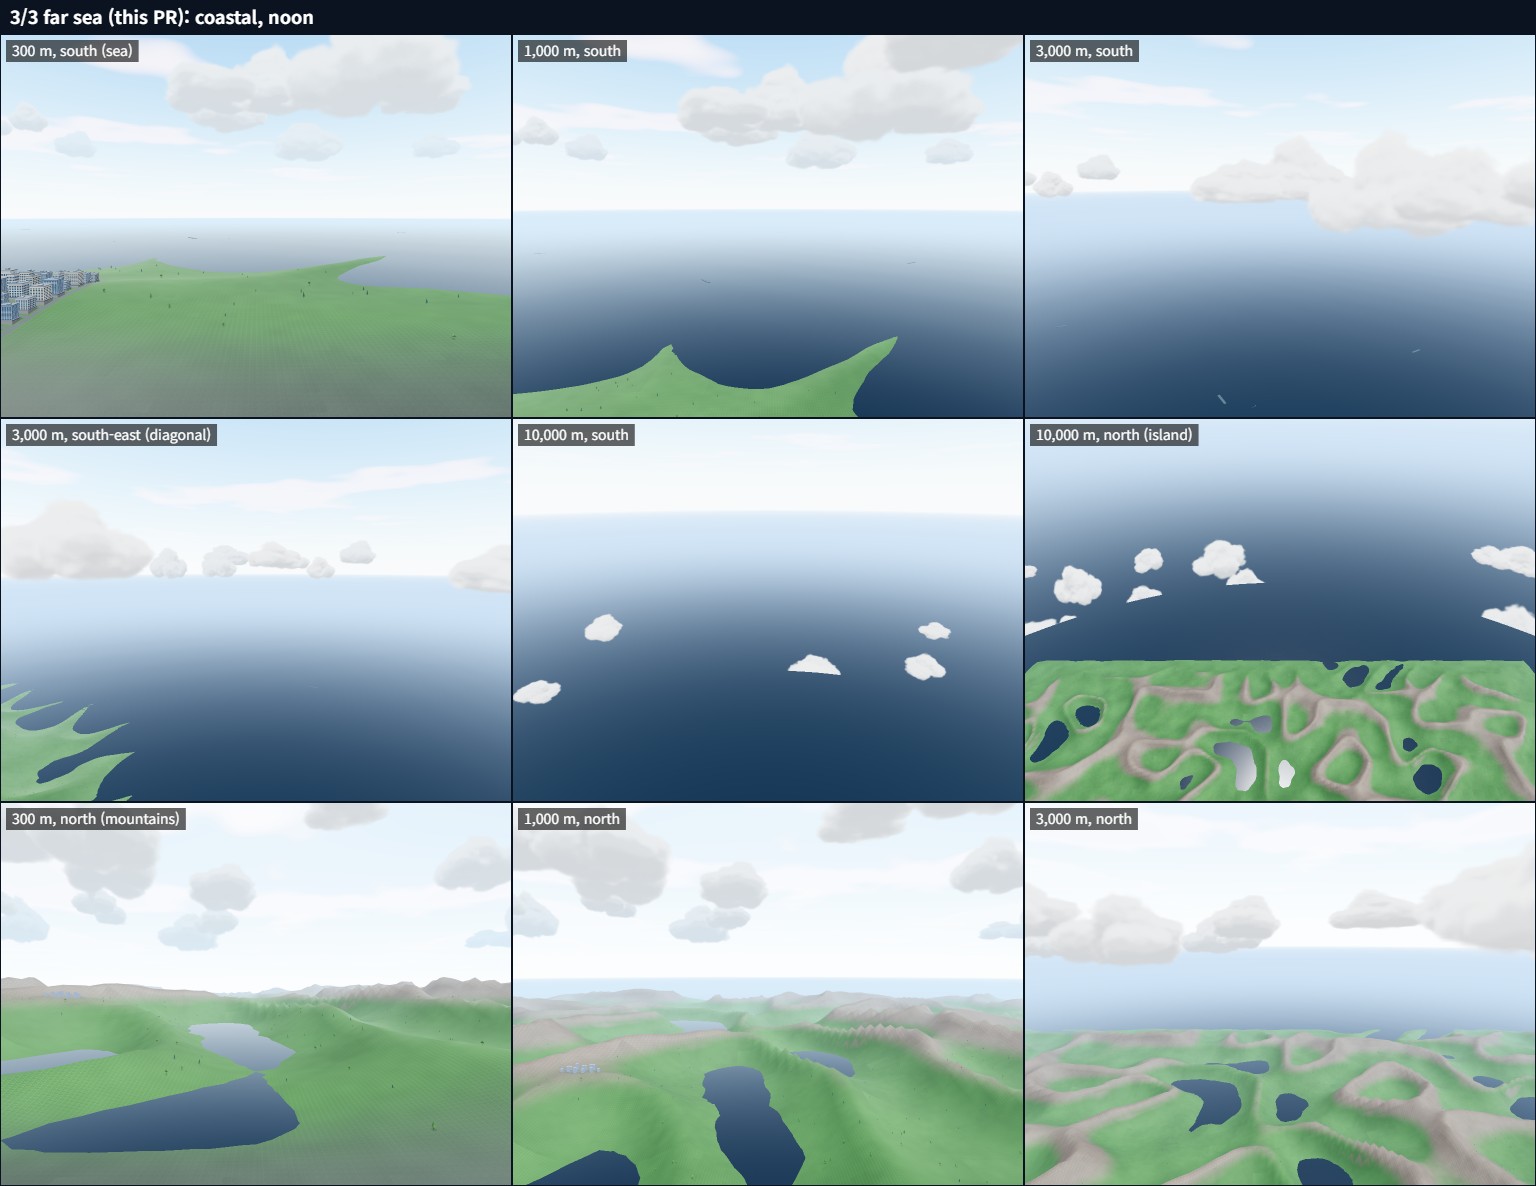 3/3 far sea (this PR): coastal, noon
300 m, south (sea)
1,000 m, south
3,000 m, south
3,000 m, south-east (diagonal)
10,000 m, south
10,000 m, north (island)
300 m, north (mountains)
1,000 m, north
3,000 m, north